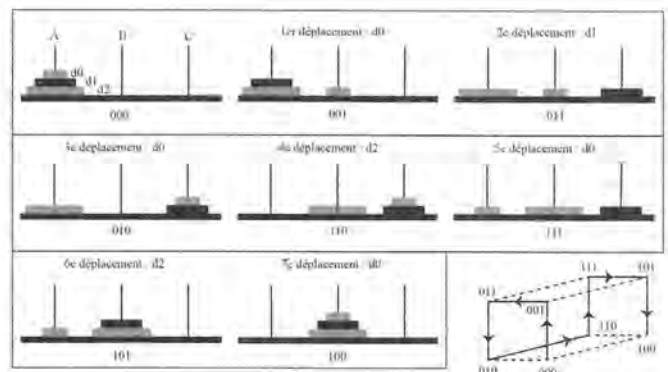 A B C
d0
d1
d2
000
1er déplacement d0
001
2e déplacement : d1
011
3e déplacement : d0
010
4e déplacement : d2
110
5e déplacement : d0
111
6e déplacement : d2
101
7e déplacement : d0
100
111 101
011
001
110
100
010 000